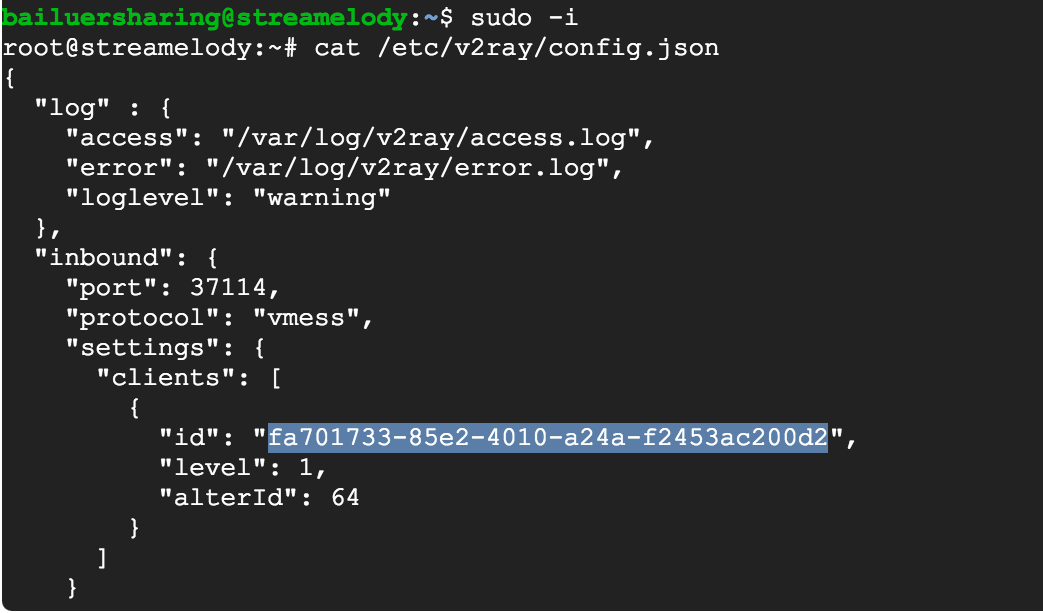 bailuersharing@streamelody:~$ sudo -i
root@streamelody:~# cat /etc/v2ray/config.json
{
  "log" : {
    "access": "/var/log/v2ray/access.log",
    "error": "/var/log/v2ray/error.log",
    "loglevel": "warning"
  },
  "inbound": {
    "port": 37114,
    "protocol": "vmess",
    "settings": {
      "clients": [
        {
          "id": "fa701733-85e2-4010-a24a-f2453ac200d2",
          "level": 1,
          "alterId": 64
        }
      ]
    }